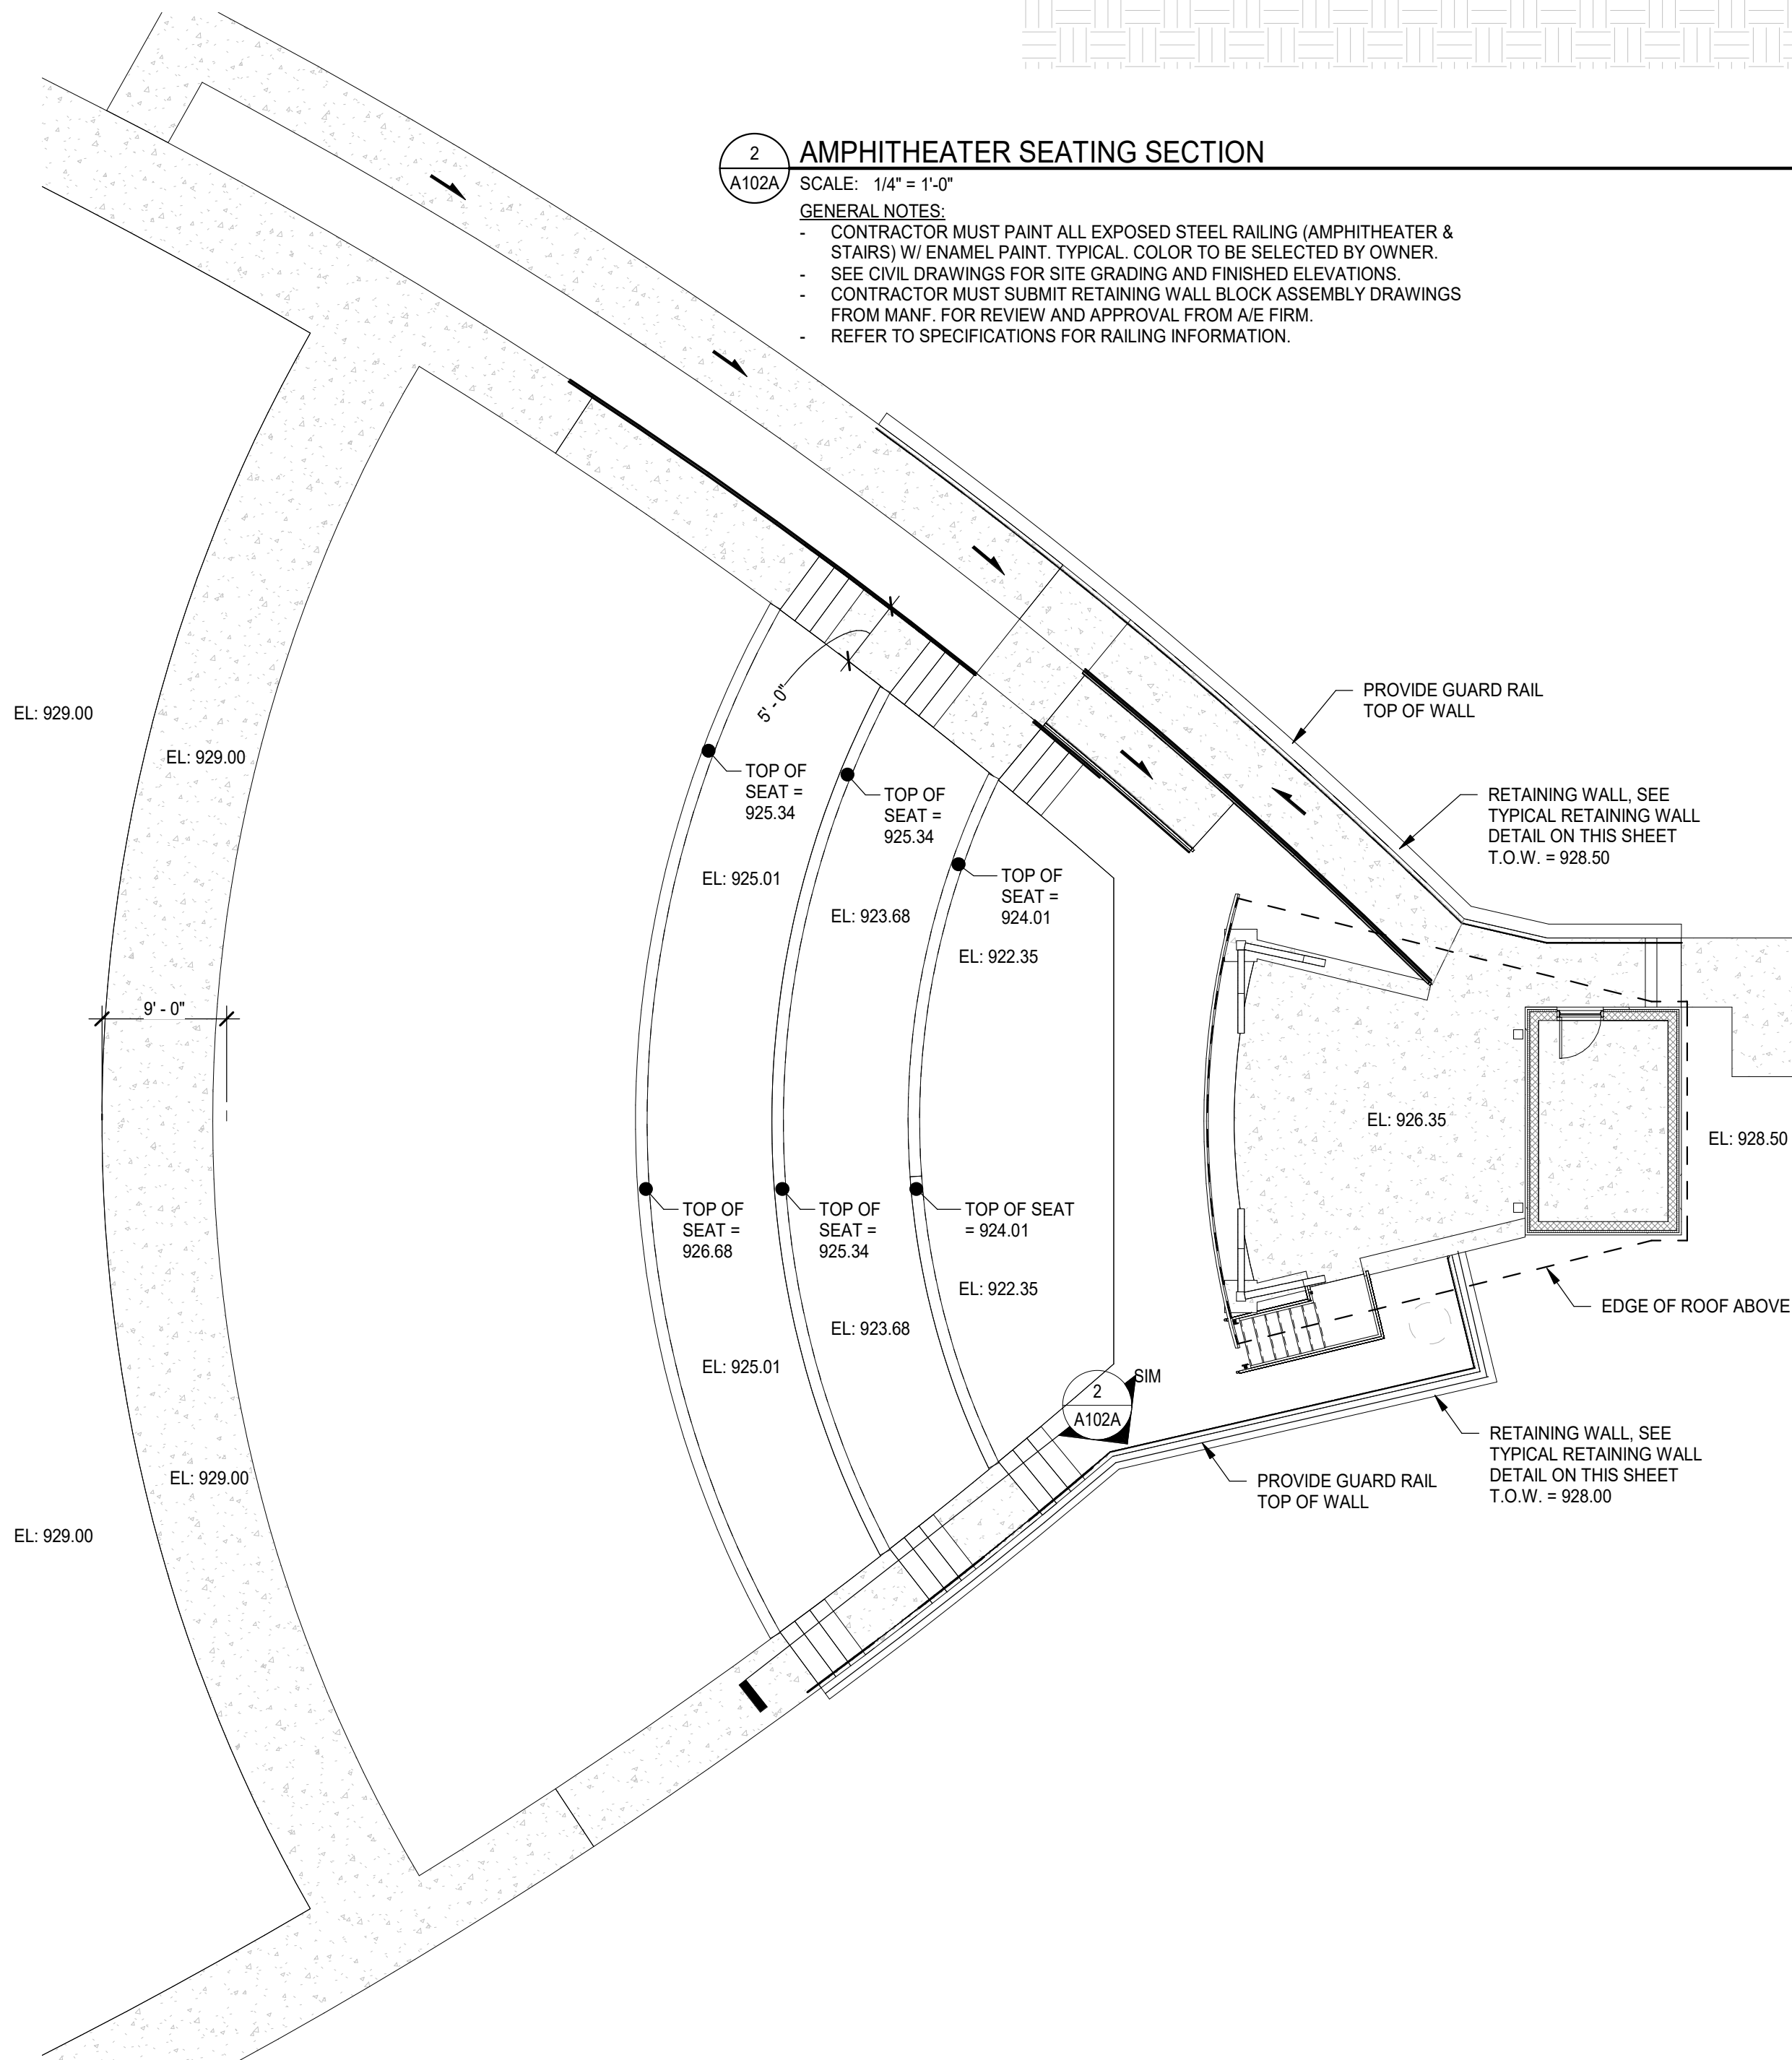 2
A102A
AMPHITHEATER SEATING SECTION
SCALE: 1/4" = 1'-0"
GENERAL NOTES:
- CONTRACTOR MUST PAINT ALL EXPOSED STEEL RAILING (AMPHITHEATER &
STAIRS) W/ ENAMEL PAINT. TYPICAL. COLOR TO BE SELECTED BY OWNER.
- SEE CIVIL DRAWINGS FOR SITE GRADING AND FINISHED ELEVATIONS.
- CONTRACTOR MUST SUBMIT RETAINING WALL BLOCK ASSEMBLY DRAWINGS
FROM MANF. FOR REVIEW AND APPROVAL FROM A/E FIRM.
- REFER TO SPECIFICATIONS FOR RAILING INFORMATION.
PROVIDE GUARD RAIL
TOP OF WALL
5' - 0"
EL: 929.00
EL: 929.00
TOP OF
SEAT =
925.34
TOP OF
SEAT =
925.34
RETAINING WALL, SEE
TYPICAL RETAINING WALL
DETAIL ON THIS SHEET
T.O.W. = 928.50
EL: 925.01
TOP OF
SEAT =
924.01
EL: 923.68
EL: 922.35
9' - 0"
EL: 926.35
EL: 928.50
TOP OF
SEAT =
926.68
TOP OF
SEAT =
925.34
TOP OF SEAT
= 924.01
EL: 922.35
EDGE OF ROOF ABOVE
EL: 923.68
EL: 925.01
SIM
2
A102A
RETAINING WALL, SEE
TYPICAL RETAINING WALL
DETAIL ON THIS SHEET
T.O.W. = 928.00
PROVIDE GUARD RAIL
TOP OF WALL
EL: 929.00
EL: 929.00